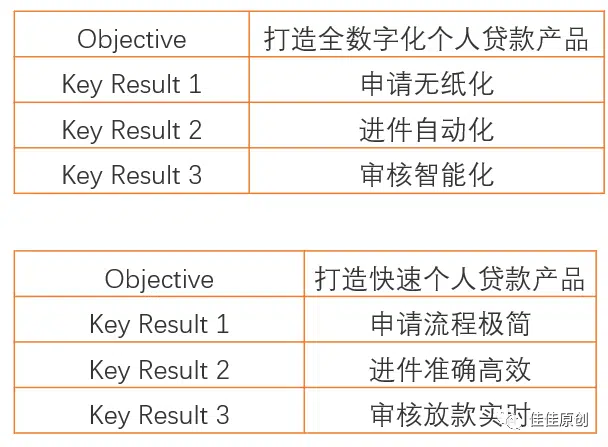 Objective 打造全数字化个人贷款产品
Key Result 1 申请无纸化
Key Result 2 进件自动化
Key Result 3 审核智能化
Objective 打造快速个人贷款产品
Key Result 1 申请流程极简
Key Result 2 进件准确高效
Key Result 3 审核放款实时
佳佳原创